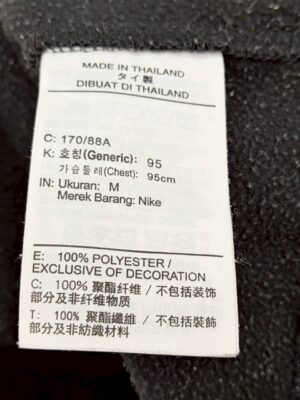 MADE IN THAILAND
タイ製
DIBUAT DI THAILAND
C: 170/88A
K: 호칭(Generic): 95
가슴둘레(Chest): 95cm
IN: Ukuran: M
Merek Barang: Nike
E: 100% POLYESTER /
EXCLUSIVE OF DECORATION
C: 100% 聚酯纤维 / 不包括装饰
部分及非纤维物质
T: 100% 聚酯纖維 / 不包括裝飾
部分及非紡織材料